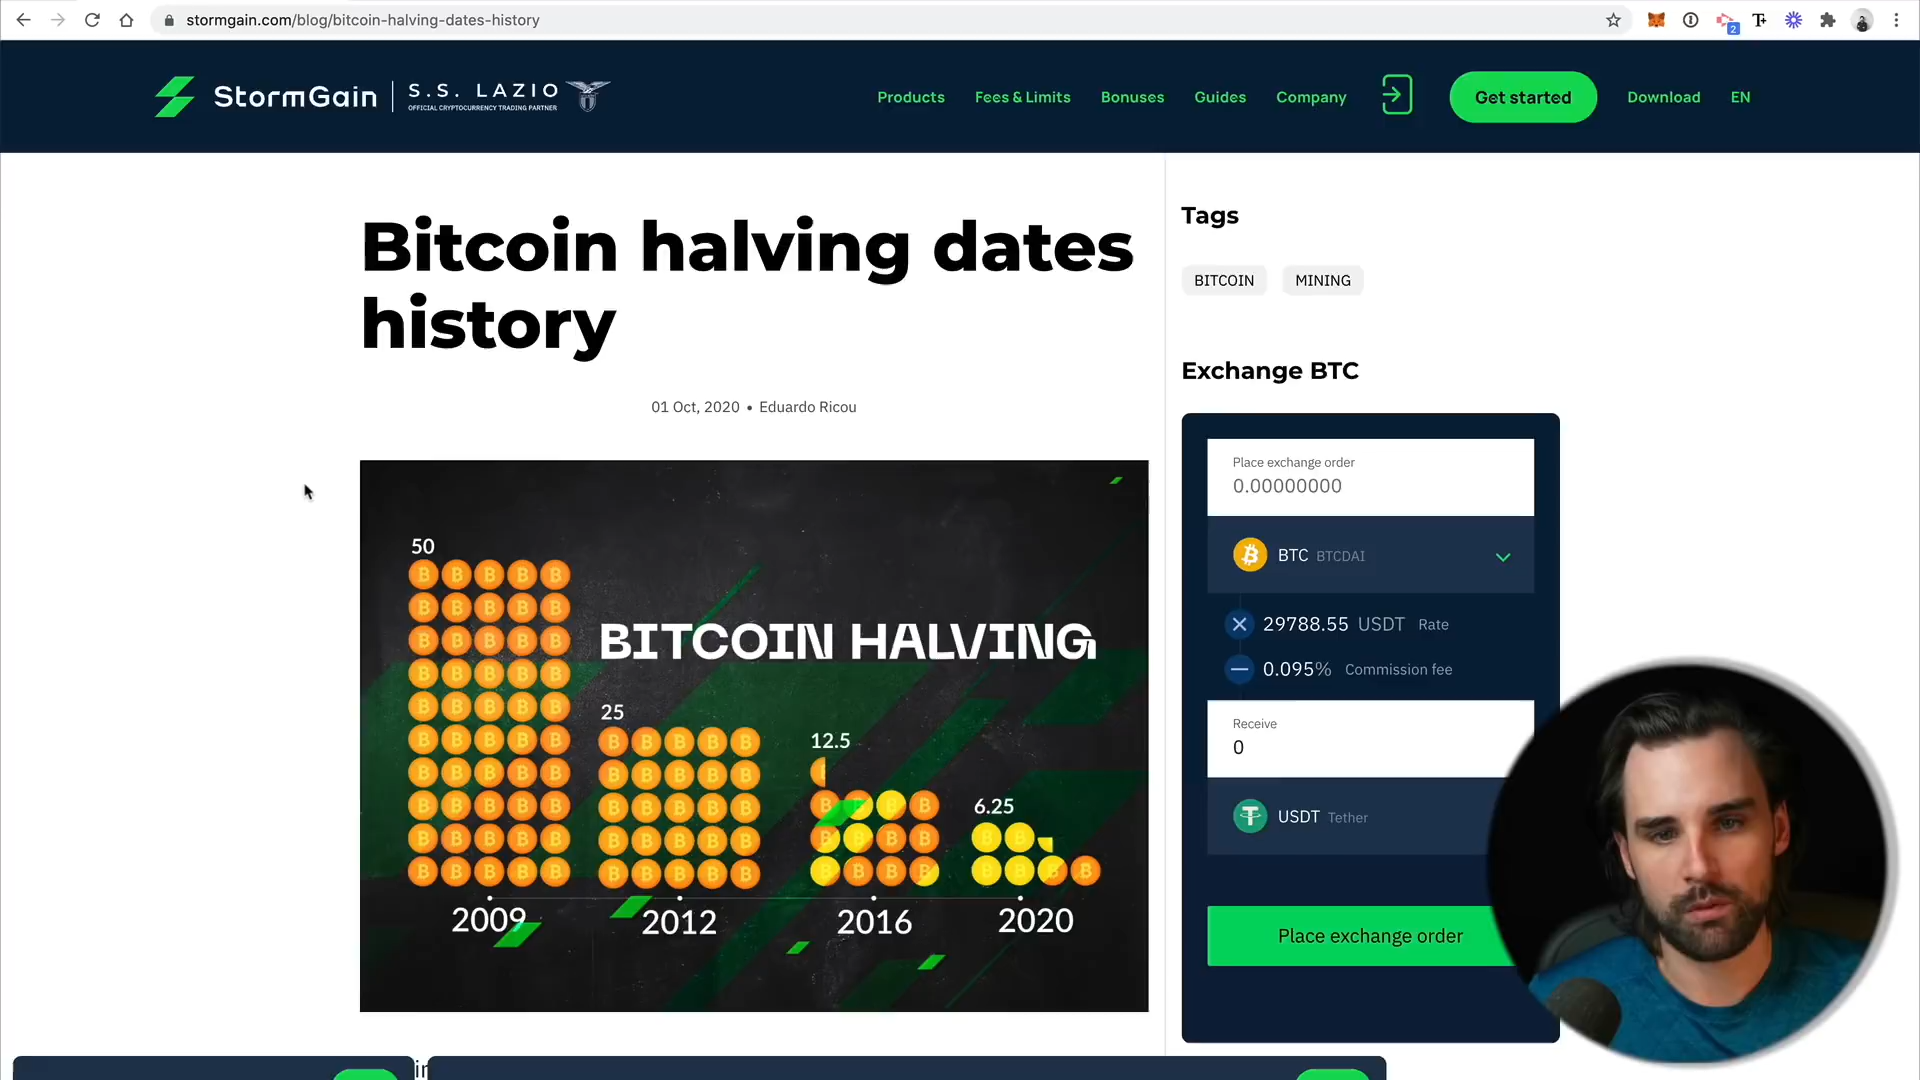 stormgain.com/blog/bitcoin-halving-dates-history
2
StormGain
S.S. LAZIO
OFFICIAL CRYPTOCURRENCY TRADING PARTNER
Products
Fees & Limits
Bonuses
Guides
Company
Get started
Download
EN
Bitcoin halving dates
history
01 Oct, 2020 • Eduardo Ricou
BITCOIN HALVING
50
25
12.5
6.25
2009
2012
2016
2020
Tags
BITCOIN
MINING
Exchange BTC
Place exchange order
0.00000000
BTC BTCDAI
29788.55 USDT Rate
0.095% Commission fee
Receive
0
USDT Tether
Place exchange order